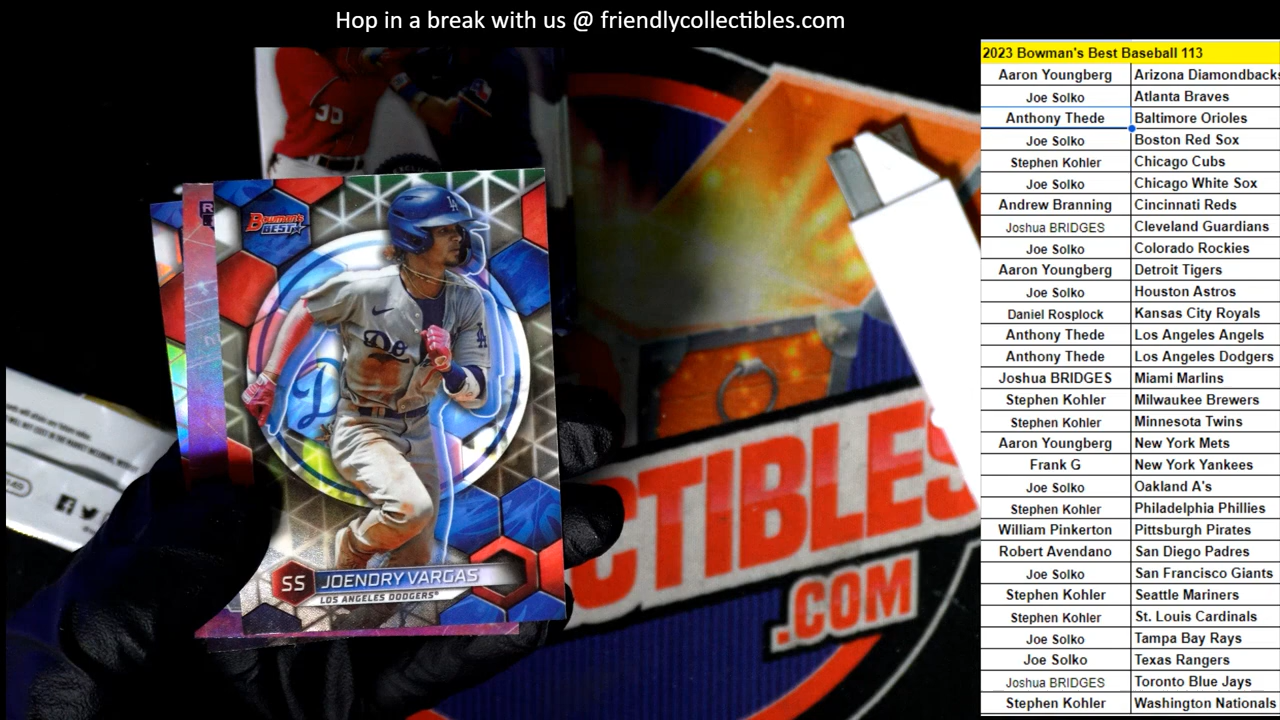 Hop in a break with us @ friendlycollectibles.com
2023 Bowman's Best Baseball 113
Aaron Youngberg Arizona Diamondbacks
Joe Solko Atlanta Braves
Anthony Thede Baltimore Orioles
Joe Solko Boston Red Sox
Stephen Kohler Chicago Cubs
Joe Solko Chicago White Sox
Andrew Branning Cincinnati Reds
Joshua BRIDGES Cleveland Guardians
Joe Solko Colorado Rockies
Aaron Youngberg Detroit Tigers
Joe Solko Houston Astros
Daniel Rosplock Kansas City Royals
Anthony Thede Los Angeles Angels
Anthony Thede Los Angeles Dodgers
Joshua BRIDGES Miami Marlins
Stephen Kohler Milwaukee Brewers
Stephen Kohler Minnesota Twins
Aaron Youngberg New York Mets
Frank G New York Yankees
Joe Solko Oakland A's
Stephen Kohler Philadelphia Phillies
William Pinkerton Pittsburgh Pirates
Robert Avendano San Diego Padres
Joe Solko San Francisco Giants
Stephen Kohler Seattle Mariners
Stephen Kohler St. Louis Cardinals
Joe Solko Tampa Bay Rays
Joe Solko Texas Rangers
Joshua BRIDGES Toronto Blue Jays
Stephen Kohler Washington Nationals
BOWMAN'S
BEST
LA
Do
LA
D
SS JOENDRY VARGAS
LOS ANGELES DODGERS
CTIBLES
.COM